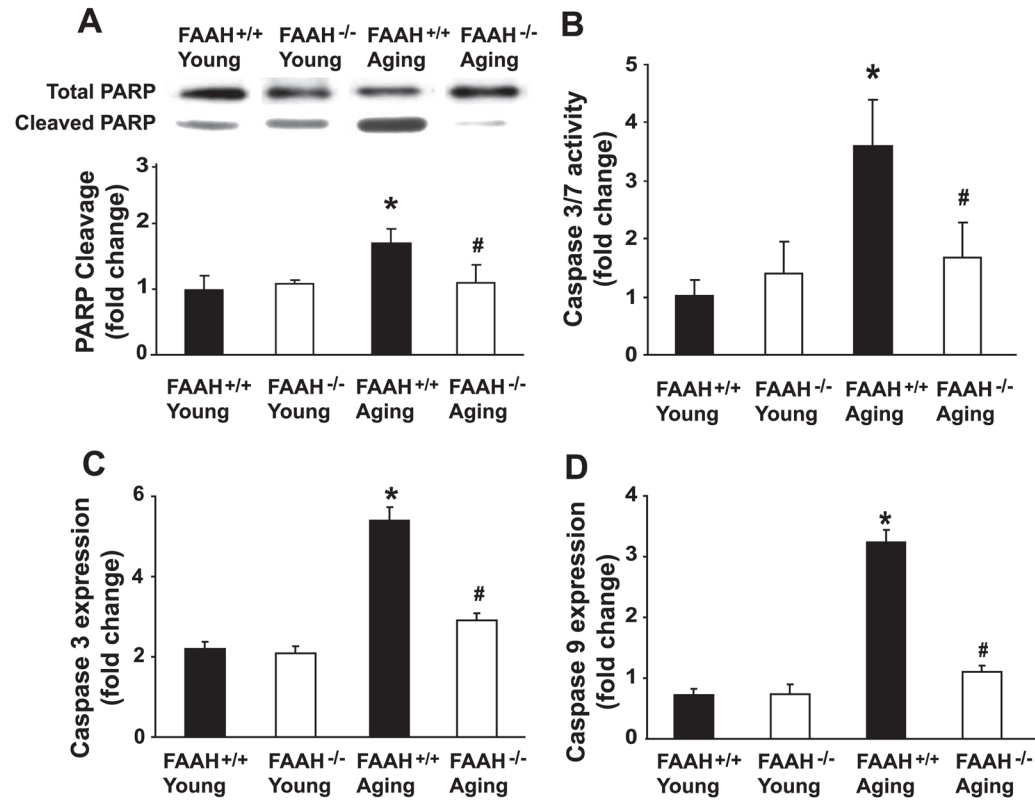 A
FAAH+/+ FAAH-/- FAAH+/+ FAAH-/-
Young Young Aging Aging
Total PARP
Cleaved PARP
PARP Cleavage
(fold change)
3
2
1
0
*
#
FAAH+/+ FAAH-/- FAAH+/+ FAAH-/-
Young Young Aging Aging
B
Caspase 3/7 activity
(fold change)
5
4
3
2
1
0
*
#
FAAH+/+ FAAH-/- FAAH+/+ FAAH-/-
Young Young Aging Aging
C
Caspase 3 expression
(fold change)
6
4
2
0
*
#
FAAH+/+ FAAH-/- FAAH+/+ FAAH-/-
Young Young Aging Aging
D
Caspase 9 expression
(fold change)
4
3
2
1
0
*
#
FAAH+/+ FAAH-/- FAAH+/+ FAAH-/-
Young Young Aging Aging